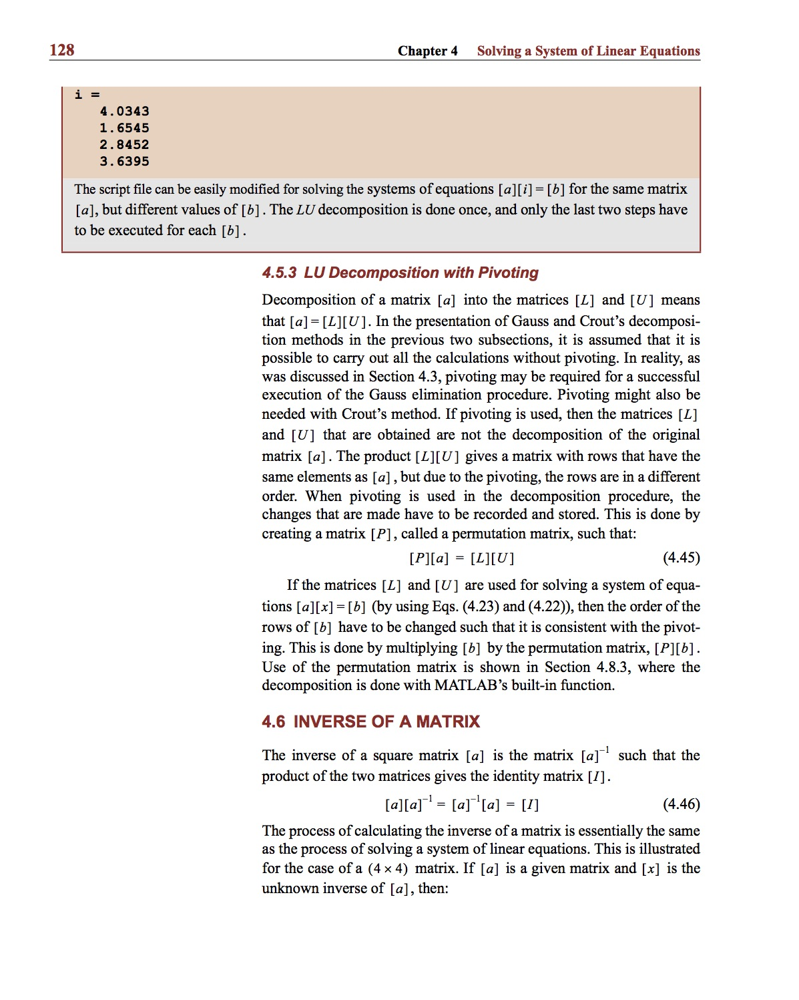 128
Chapter 4 Solving a System of Linear Equations
i =
4.0343
1.6545
2.8452
3.6395
The script file can be easily modified for solving the systems of equations [a][i] = [b] for the same matrix
[a], but different values of [b]. The LU decomposition is done once, and only the last two steps have
to be executed for each [b].
4.5.3 LU Decomposition with Pivoting
Decomposition of a matrix [a] into the matrices [L] and [U] means
that [a] = [L][U]. In the presentation of Gauss and Crout’s decomposi-
tion methods in the previous two subsections, it is assumed that it is
possible to carry out all the calculations without pivoting. In reality, as
was discussed in Section 4.3, pivoting may be required for a successful
execution of the Gauss elimination procedure. Pivoting might also be
needed with Crout’s method. If pivoting is used, then the matrices [L]
and [U] that are obtained are not the decomposition of the original
matrix [a]. The product [L][U] gives a matrix with rows that have the
same elements as [a], but due to the pivoting, the rows are in a different
order. When pivoting is used in the decomposition procedure, the
changes that are made have to be recorded and stored. This is done by
creating a matrix [P], called a permutation matrix, such that:
[P][a] = [L][U] (4.45)
If the matrices [L] and [U] are used for solving a system of equa-
tions [a][x] = [b] (by using Eqs. (4.23) and (4.22)), then the order of the
rows of [b] have to be changed such that it is consistent with the pivot-
ing. This is done by multiplying [b] by the permutation matrix, [P][b].
Use of the permutation matrix is shown in Section 4.8.3, where the
decomposition is done with MATLAB’s built-in function.
4.6 INVERSE OF A MATRIX
The inverse of a square matrix [a] is the matrix [a]⁻¹ such that the
product of the two matrices gives the identity matrix [I].
[a][a]⁻¹ = [a]⁻¹[a] = [I] (4.46)
The process of calculating the inverse of a matrix is essentially the same
as the process of solving a system of linear equations. This is illustrated
for the case of a (4 × 4) matrix. If [a] is a given matrix and [x] is the
unknown inverse of [a], then: